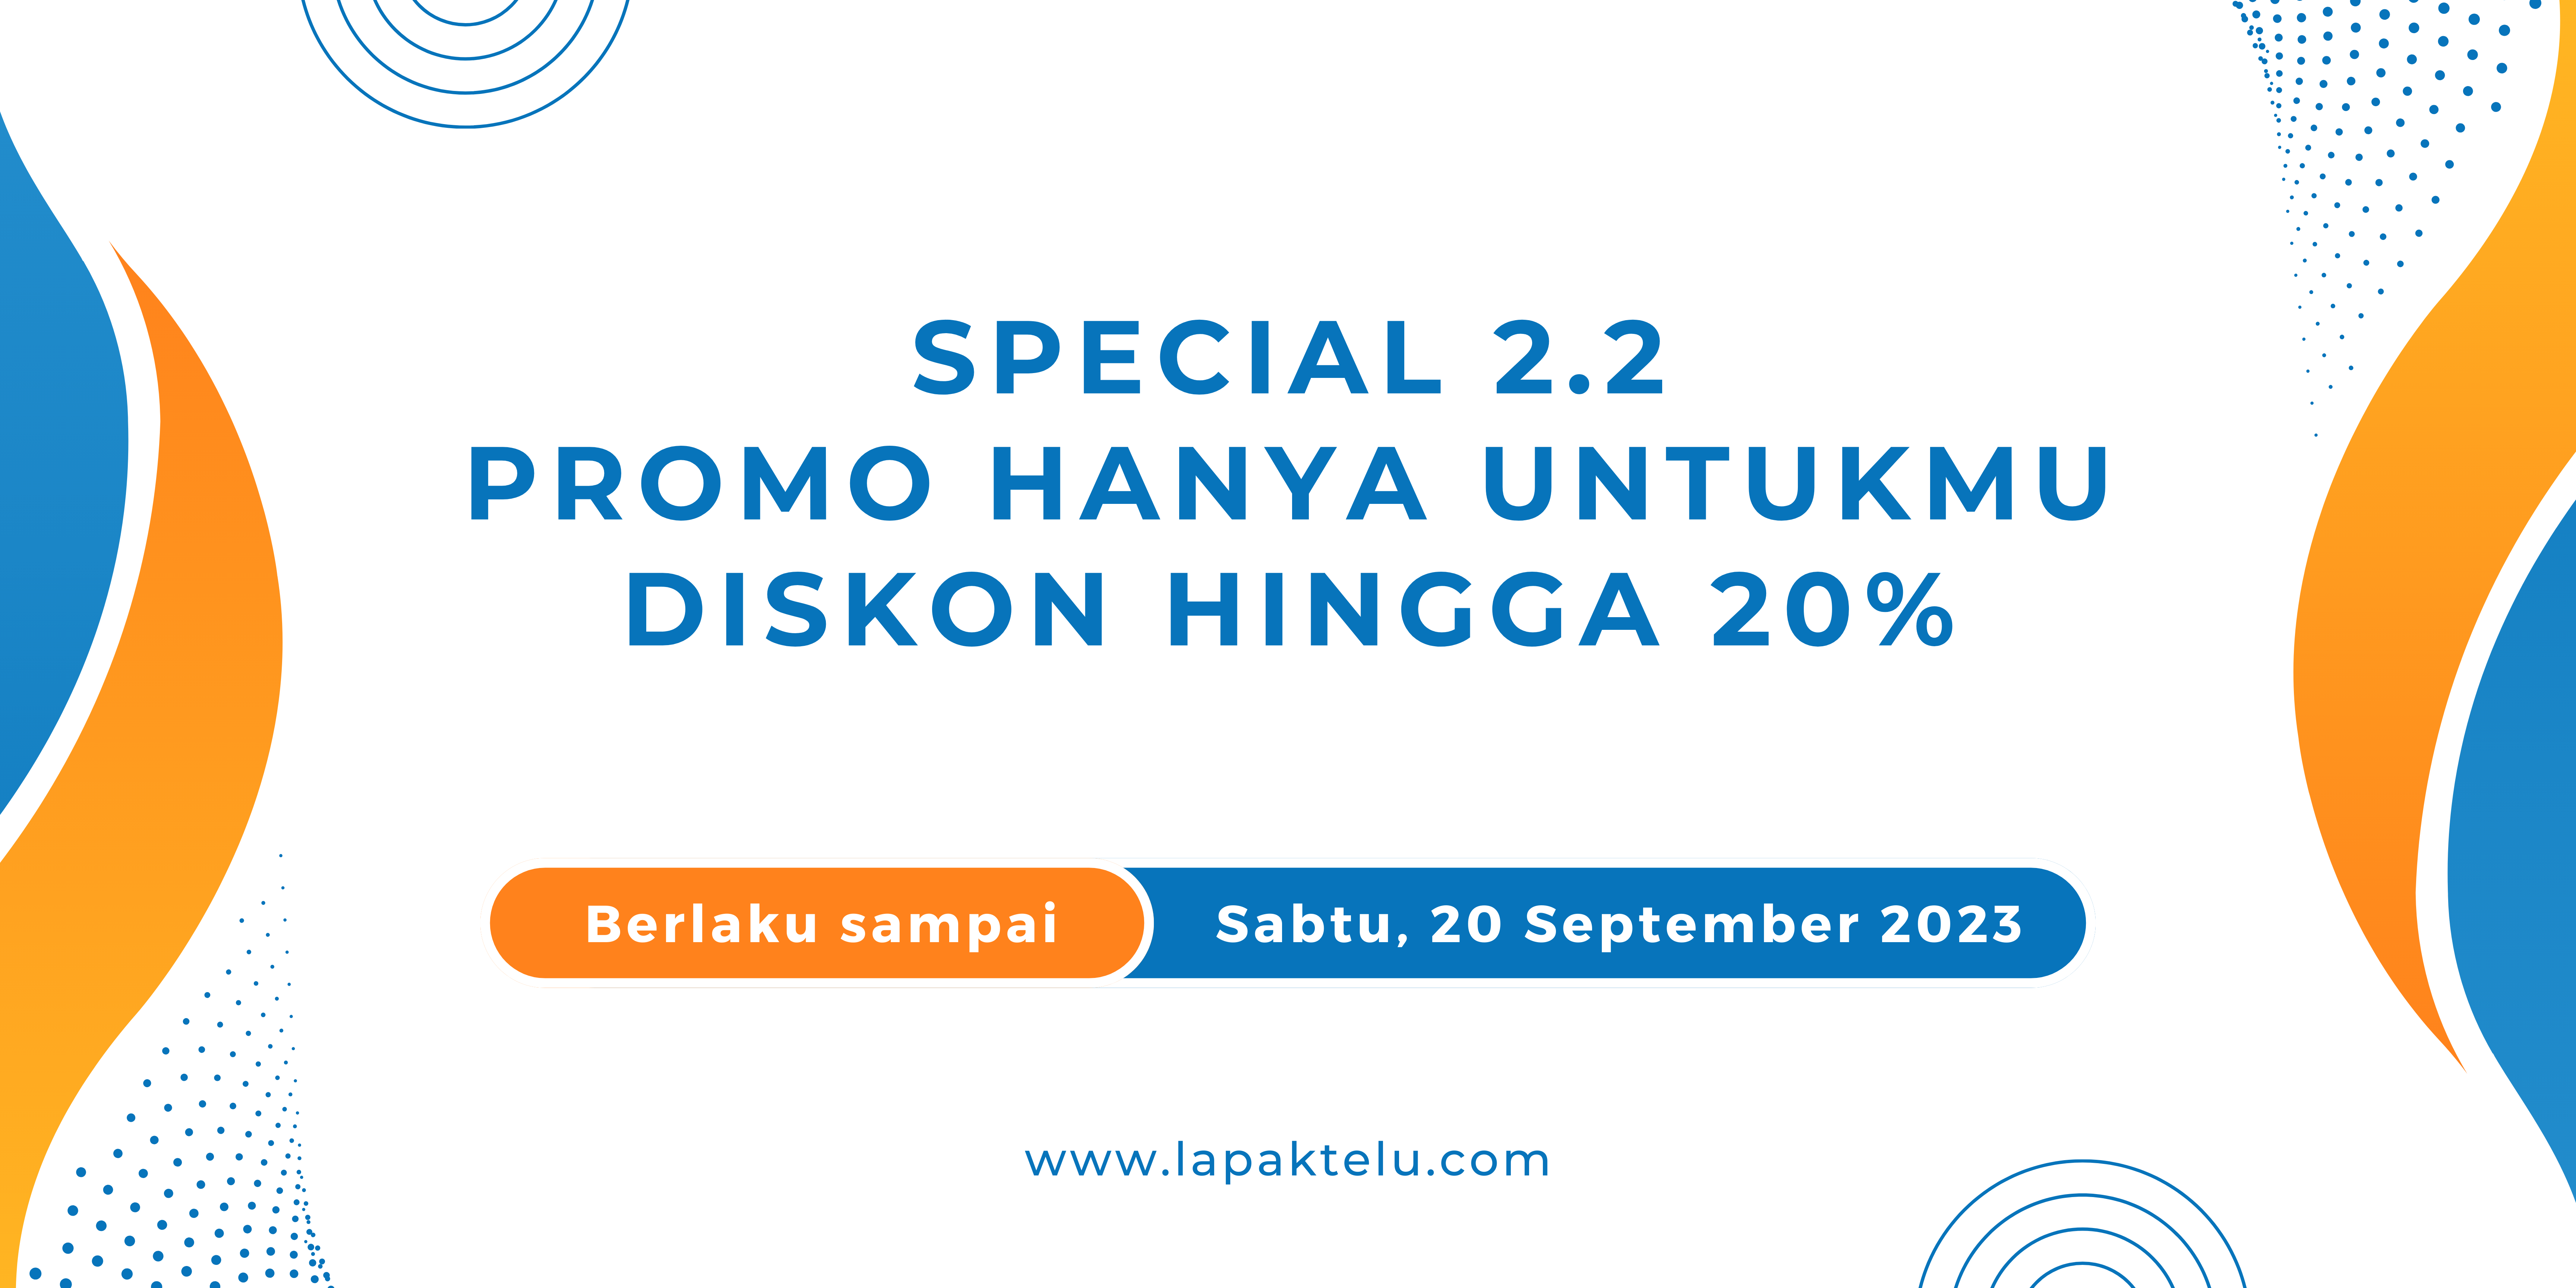 SPECIAL 2.2
PROMO HANYA UNTUKMU
DISKON HINGGA 20%
Berlaku sampai
Sabtu, 20 September 2023
www.lapaktelu.com